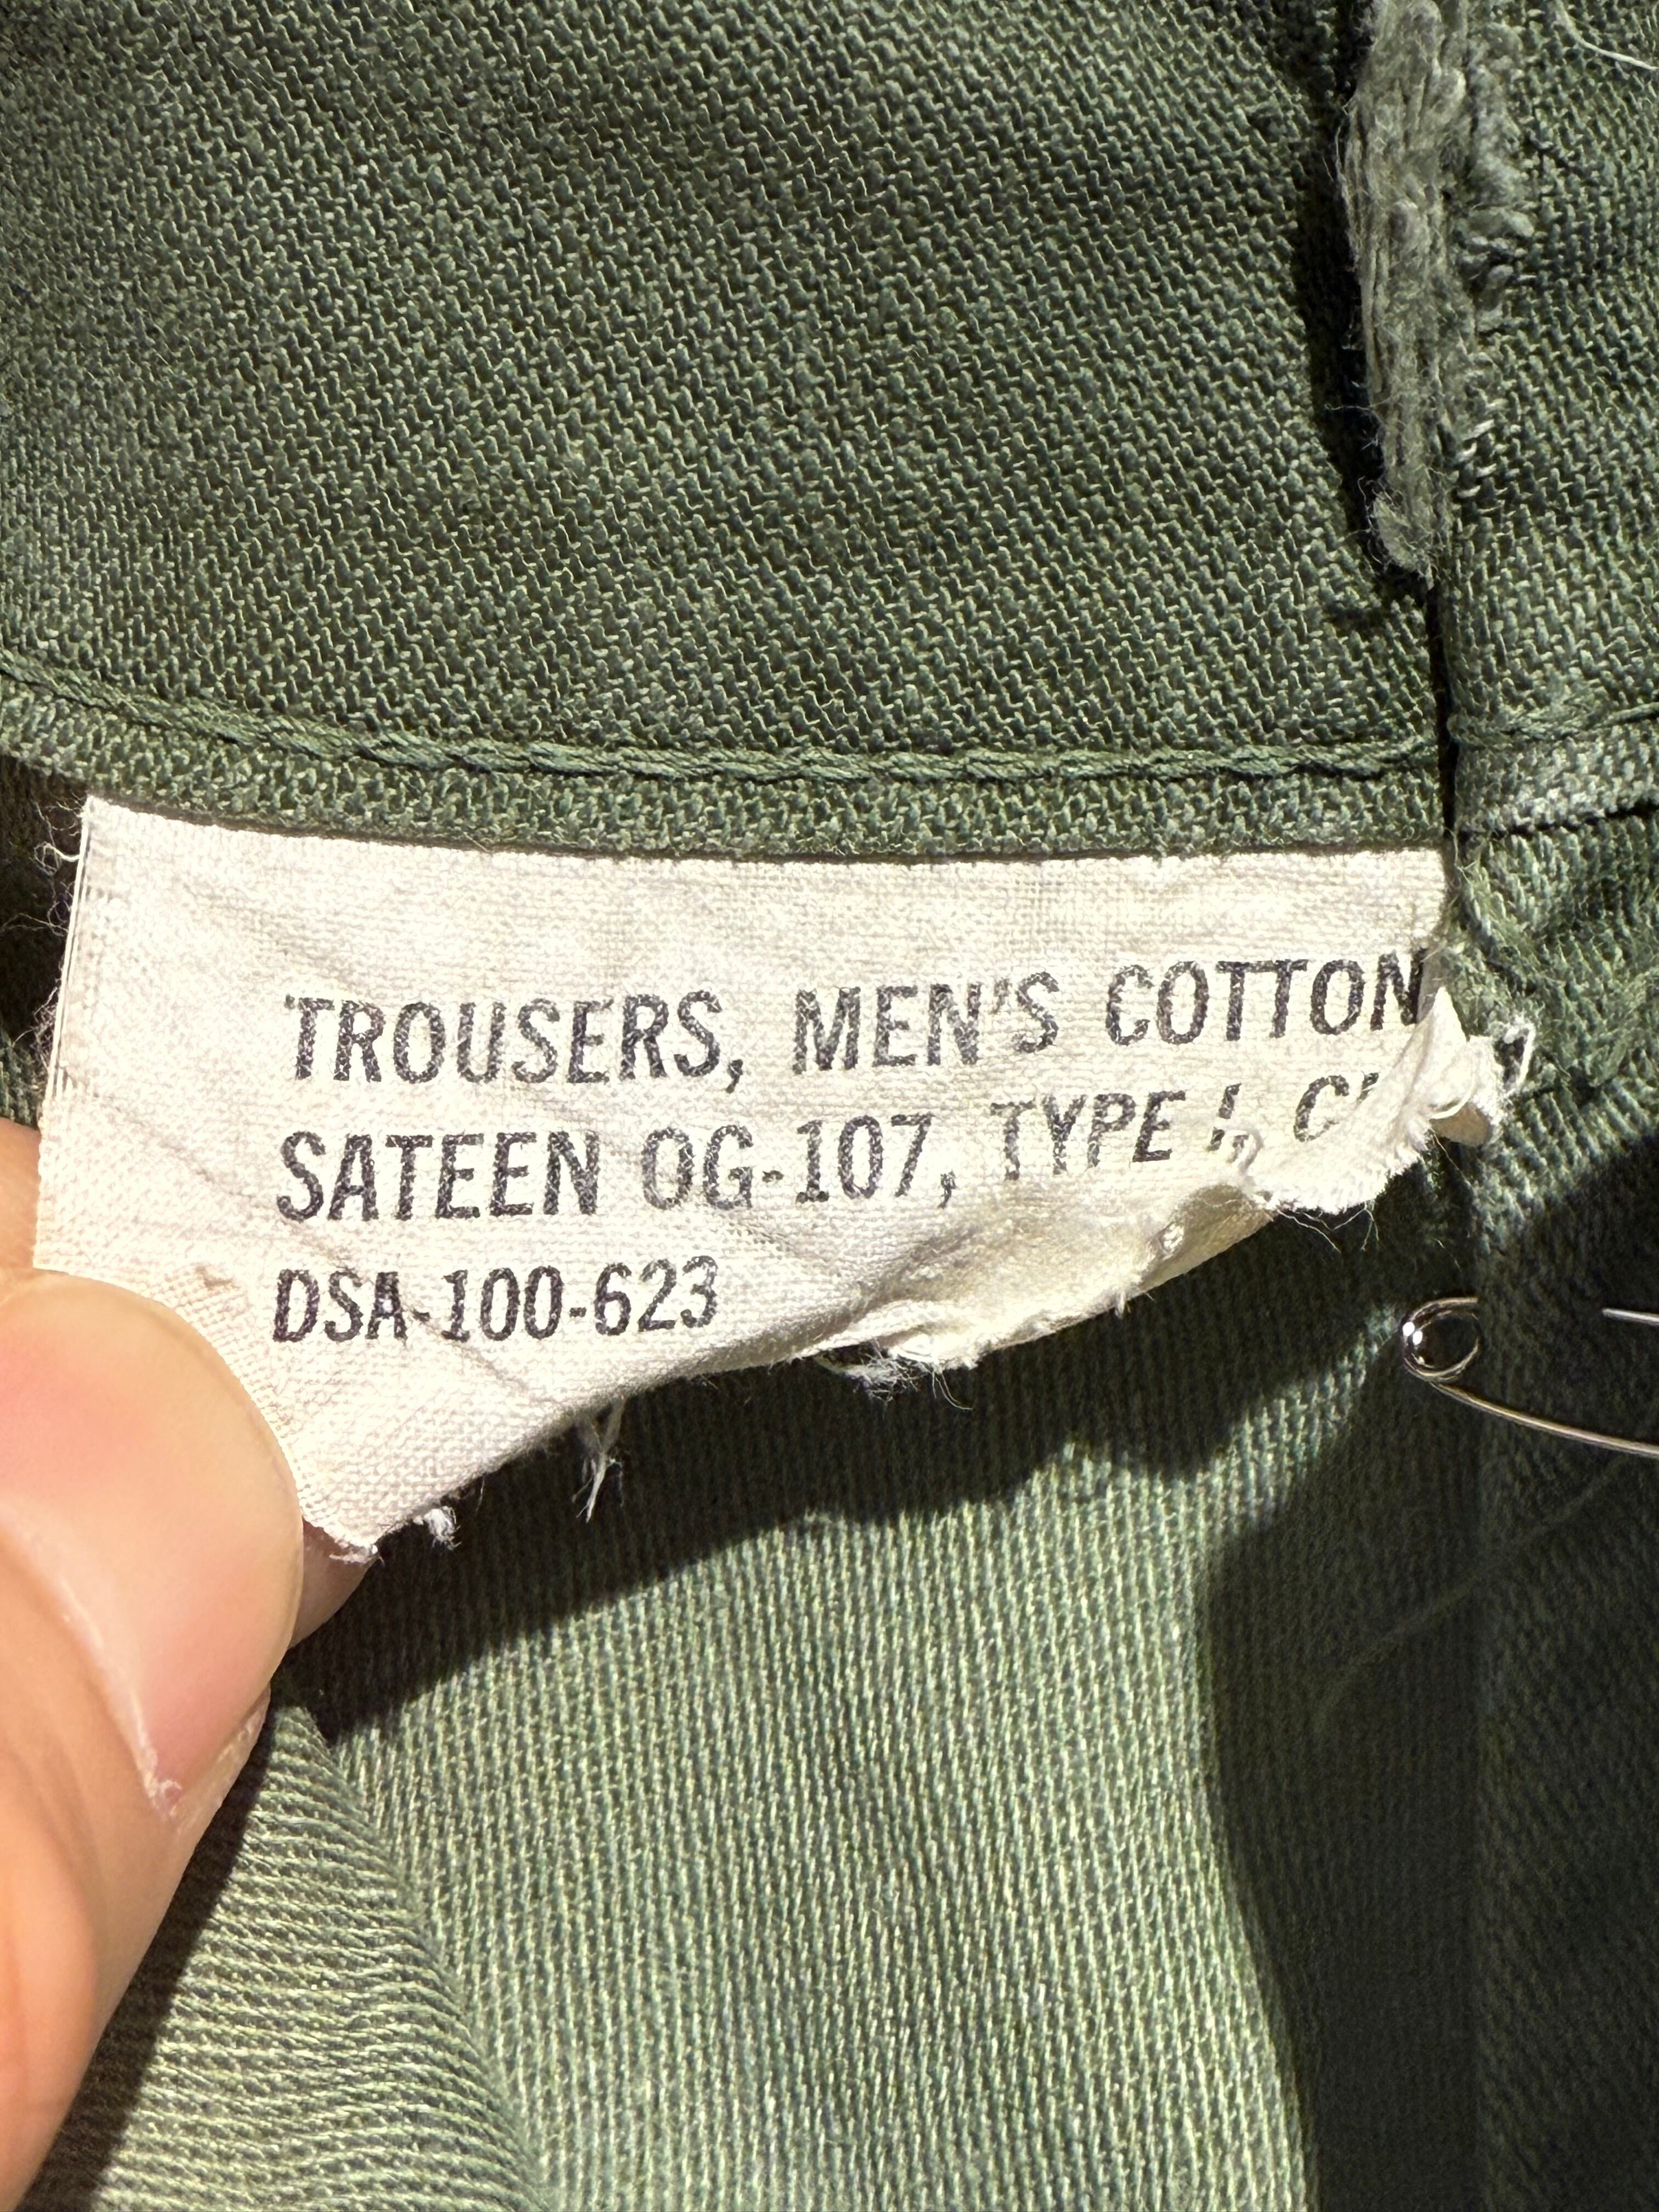 TROUSERS, MEN'S COTTON
SATEEN OG-107, TYPE I,
DSA-100-623